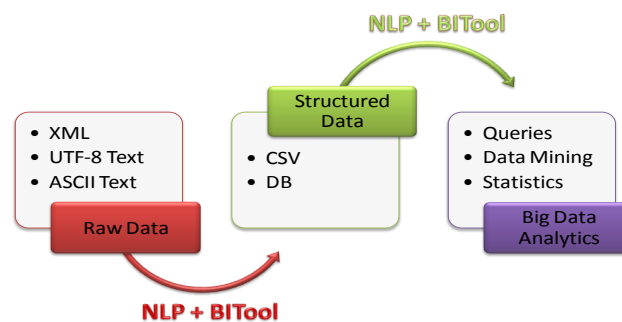 NLP + BITool
• XML
• UTF-8 Text
• ASCII Text
Raw Data
NLP + BITool
Structured
Data
• CSV
• DB
• Queries
• Data Mining
• Statistics
Big Data
Analytics